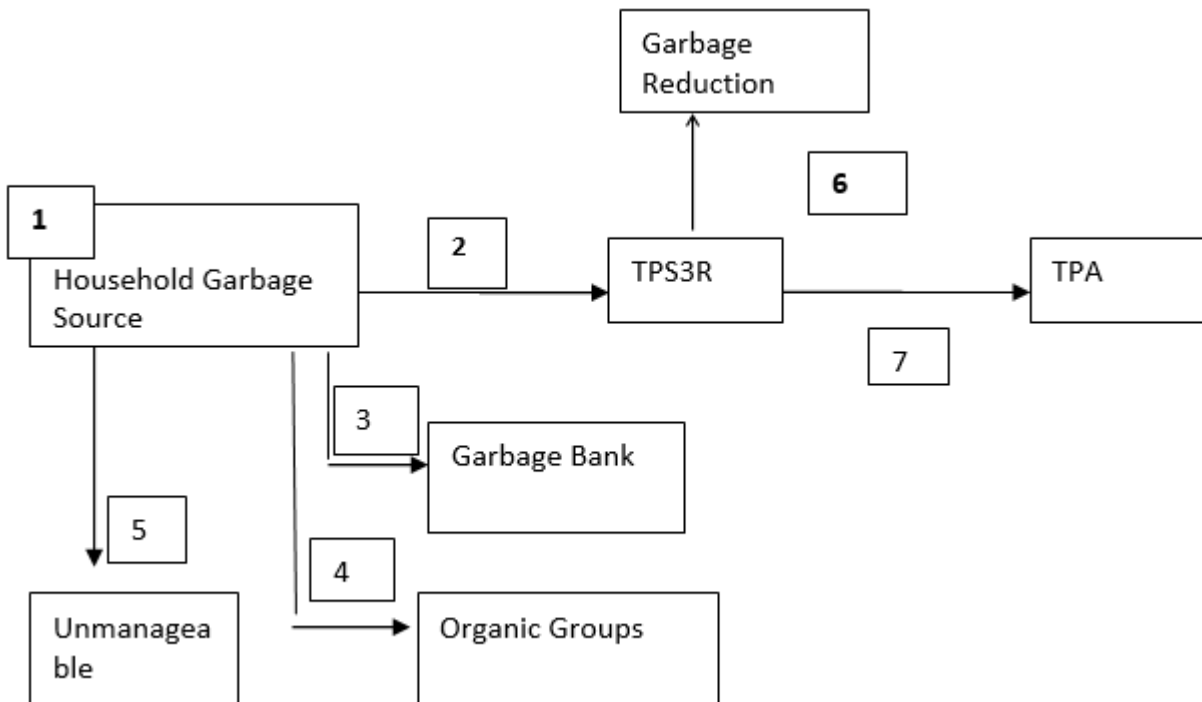 Garbage
Reduction
6
1
2
Household Garbage
Source
TPS3R
TPA
7
3
Garbage Bank
5
4
Unmanagea
ble
Organic Groups